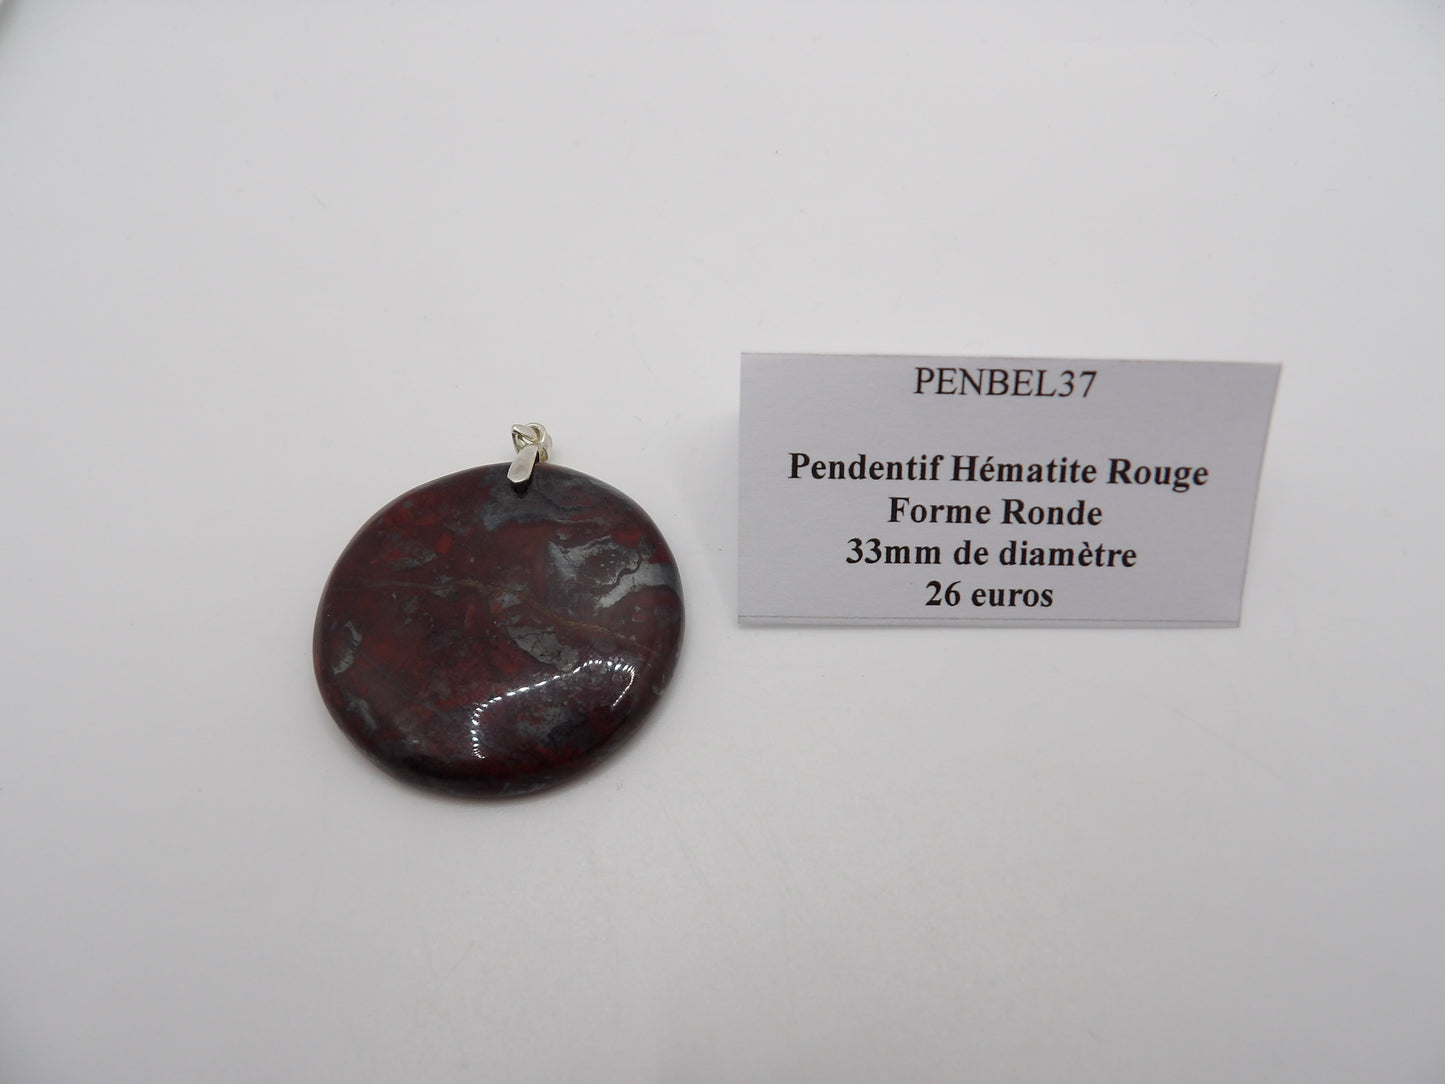 PENBEL37
Pendentif Hématite Rouge
Forme Ronde
33mm de diamètre
26 euros